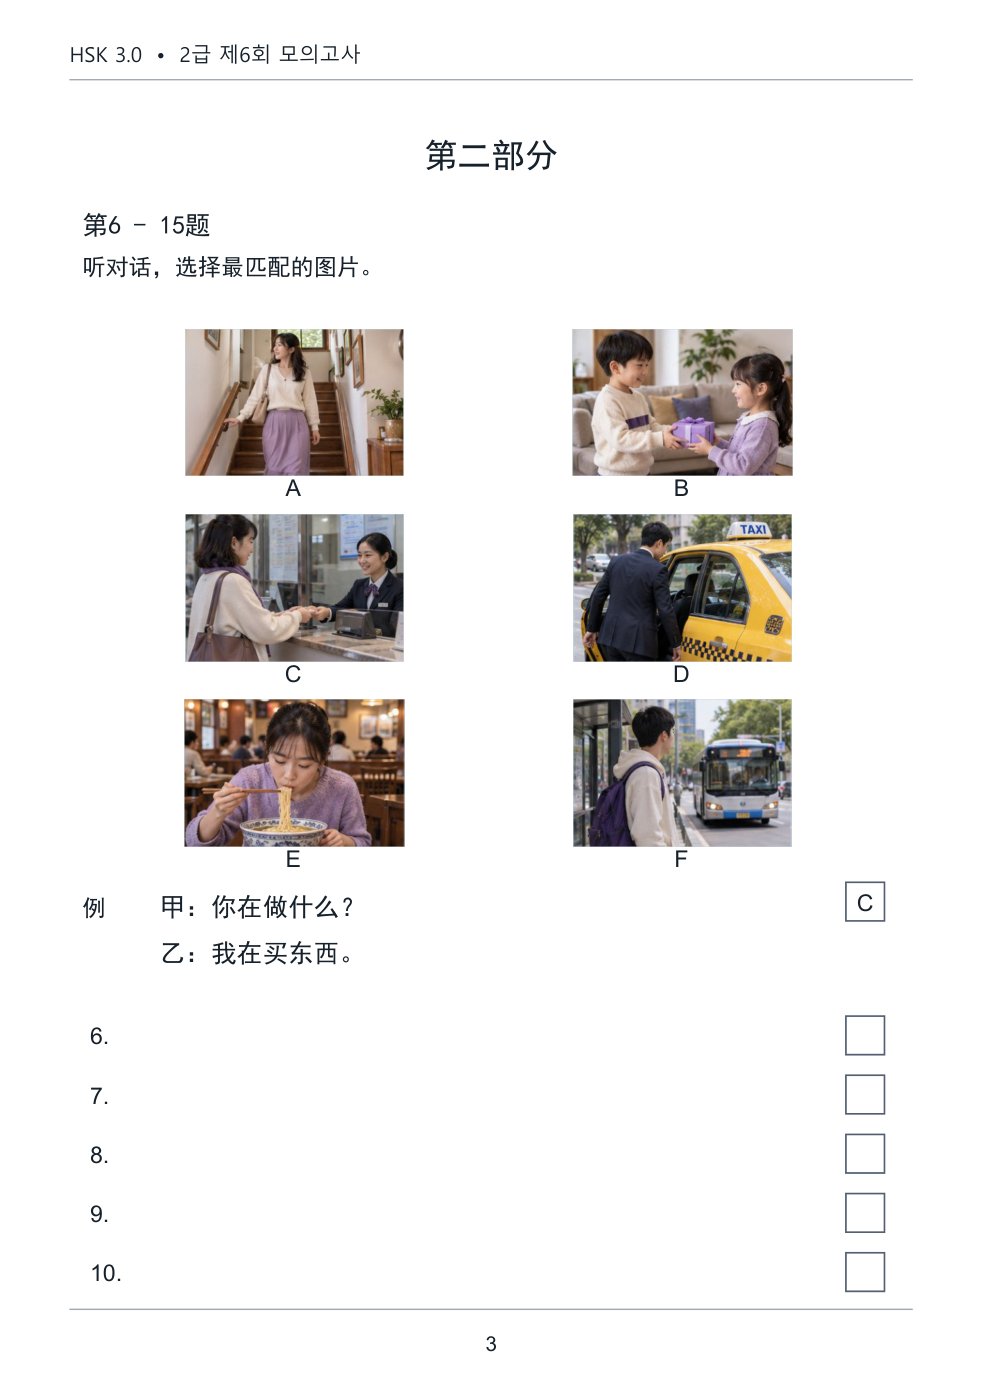 HSK 3.0 • 2급 제6회 모의고사
第二部分
第6 - 15题
听对话，选择最匹配的图片。
A
B
TAXI
C
D
E
F
例 甲：你在做什么？ C
乙：我在买东西。
6.
7.
8.
9.
10.
3